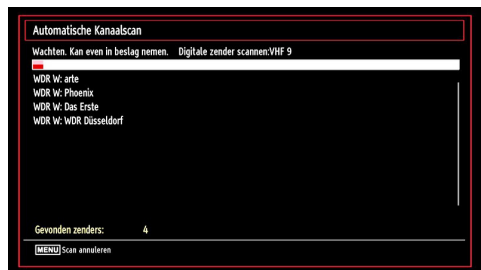 Automatische Kanaalscan
Wachten. Kan even in beslag nemen. Digitale zender scannen:VHF 9
WDR W: arte
WDR W: Phoenix
WDR W: Das Erste
WDR W: WDR Düsseldorf
Gevonden zenders: 4
MENU Scan annuleren